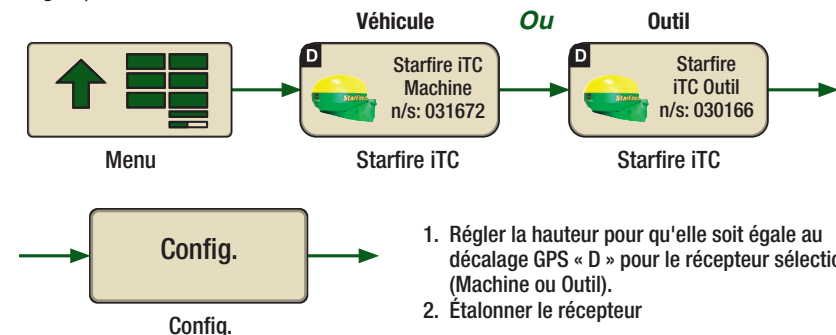 Véhicule Ou Outil
D Starfire iTC Machine n/s: 031672
D Starfire iTC Outil n/s: 030166
Menu Starfire iTC Starfire iTC
Config.
Config.
1. Régler la hauteur pour qu'elle soit égale au
décalage GPS « D » pour le récepteur
(Machine ou Outil).
2. Étalonner le récepteur